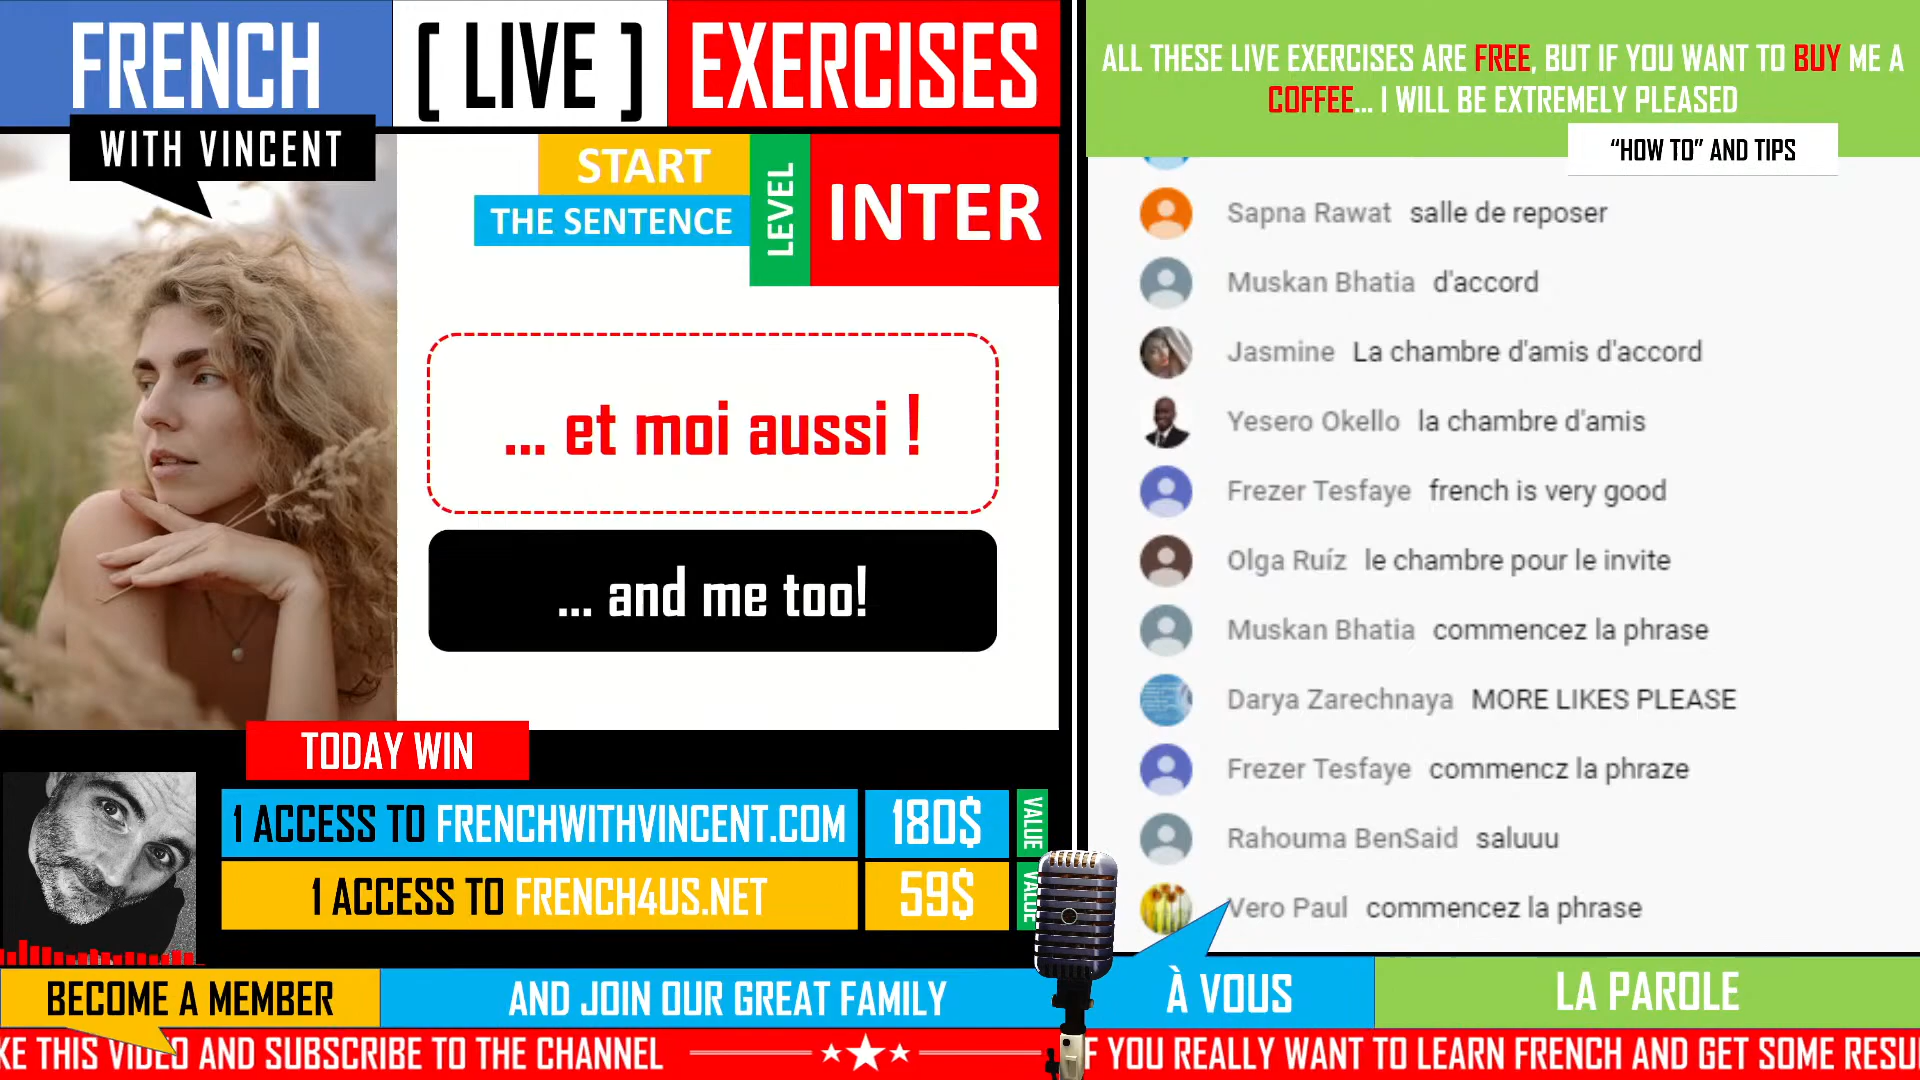 FRENCH
[ LIVE ]
EXERCISES
WITH VINCENT
START
THE SENTENCE
LEVEL
INTER
... et moi aussi !
... and me too!
TODAY WIN
1 ACCESS TO FRENCHWITHVINCENT.COM
180$
VALUE
1 ACCESS TO FRENCH4US.NET
59$
VALUE
BECOME A MEMBER
AND JOIN OUR GREAT FAMILY
ALL THESE LIVE EXERCISES ARE FREE, BUT IF YOU WANT TO BUY ME A
COFFEE... I WILL BE EXTREMELY PLEASED
“HOW TO” AND TIPS
Sapna Rawat salle de reposer
Muskan Bhatia d'accord
Jasmine La chambre d'amis d'accord
Yesero Okello la chambre d'amis
Frezer Tesfaye french is very good
Olga Ruíz le chambre pour le invite
Muskan Bhatia commencez la phrase
Darya Zarechnaya MORE LIKES PLEASE
Frezer Tesfaye commencz la phraze
Rahouma BenSaid saluuu
Vero Paul commencez la phrase
À VOUS
LA PAROLE
KE THIS VIDEO AND SUBSCRIBE TO THE CHANNEL
F YOU REALLY WANT TO LEARN FRENCH AND GET SOME RESU